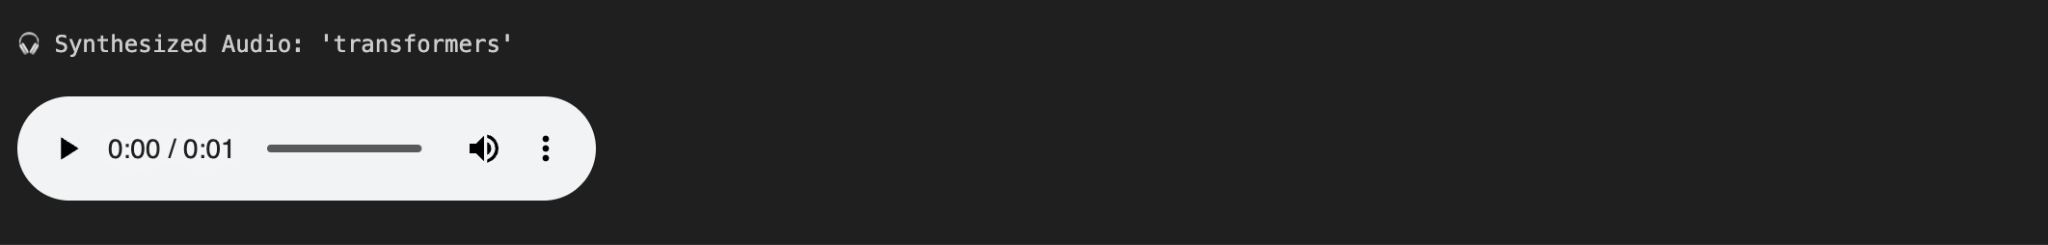 🎧 Synthesized Audio: 'transformers'
0:00 / 0:01